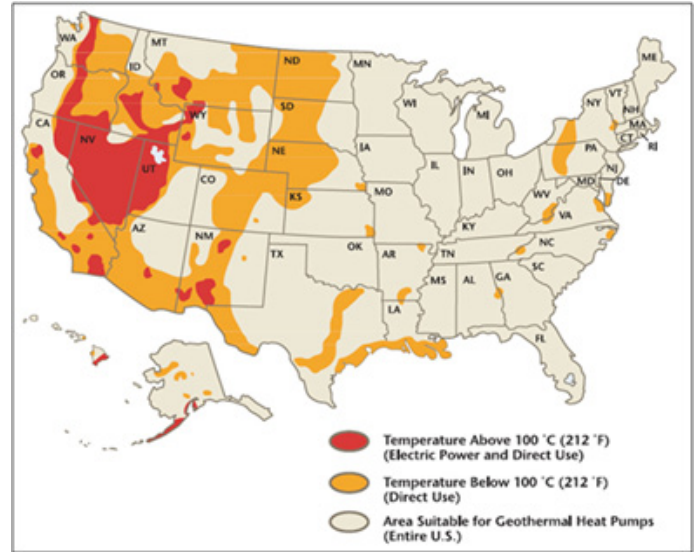 WA
MT
ND
MN
ME
OR
ID
SD
WI
MI
NY
VT
NH
MA
CT
RI
WY
CA
NV
UT
NE
IA
PA
NJ
CO
IL
IN
OH
MD
DE
KS
MO
WV
VA
KY
AZ
NM
OK
AR
TN
NC
TX
SC
MS
AL
GA
LA
FL
Temperature Above 100 °C (212 °F)
(Electric Power and Direct Use)
Temperature Below 100 °C (212 °F)
(Direct Use)
Area Suitable for Geothermal Heat Pumps
(Entire U.S.)